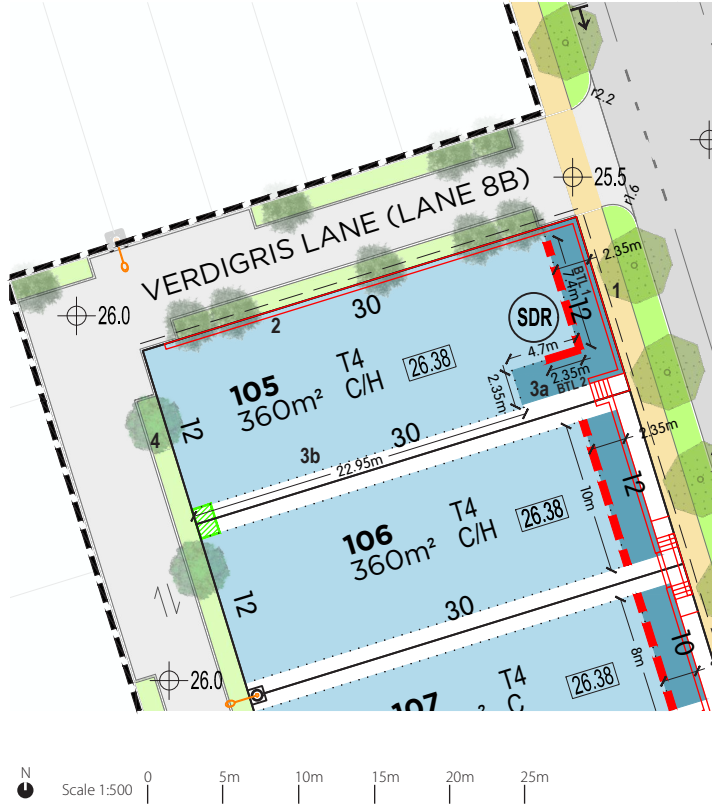 r2.2
25.5
r1.6
VERDIGRIS LANE (LANE 8B)
26.0
2.35m
1
BTL 1
7.4m
12
30
2
SDR
4.7m
2.35m
BTL 2
2.35m
3a
T4
C/H
26.38
105
360m²
12
4
30
3b
22.95m
2.35m
12
10m
T4
C/H
26.38
106
360m²
12
30
26.0
10
8m
T4
C
26.38
107
N
Scale 1:500
0
5m
10m
15m
20m
25m